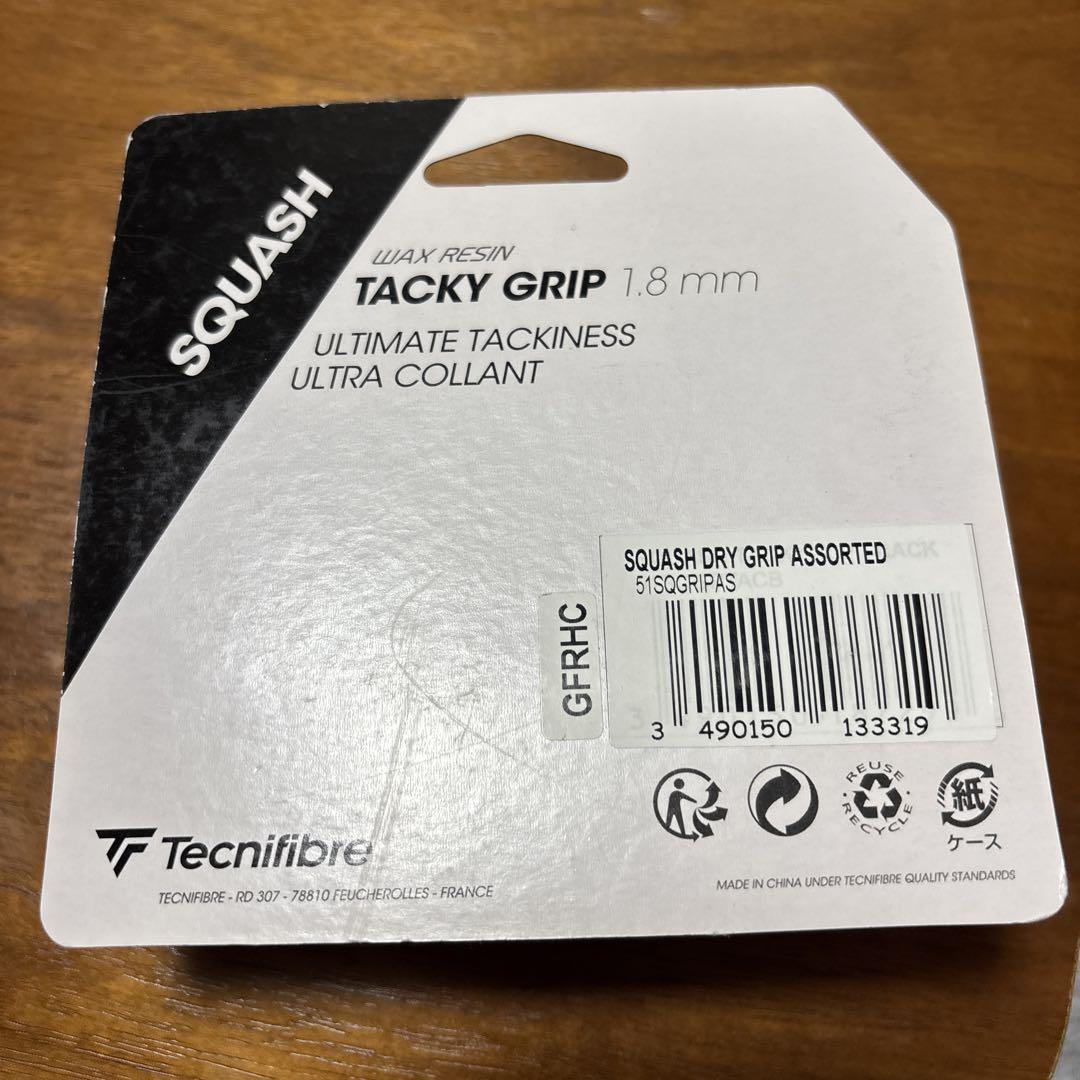 SQUASH
WAX RESIN
TACKY GRIP 1.8 mm
ULTIMATE TACKINESS
ULTRA COLLANT
SQUASH DRY GRIP ASSORTED
51SQGRIPAS
GFRHC
3 490150 133319
REUSE
RECYCLE
紙
ケース
Tecnifibre
TECNIFIBRE - RD 307 - 78810 FEUCHEROLLES - FRANCE
MADE IN CHINA UNDER TECNIFIBRE QUALITY STANDARDS